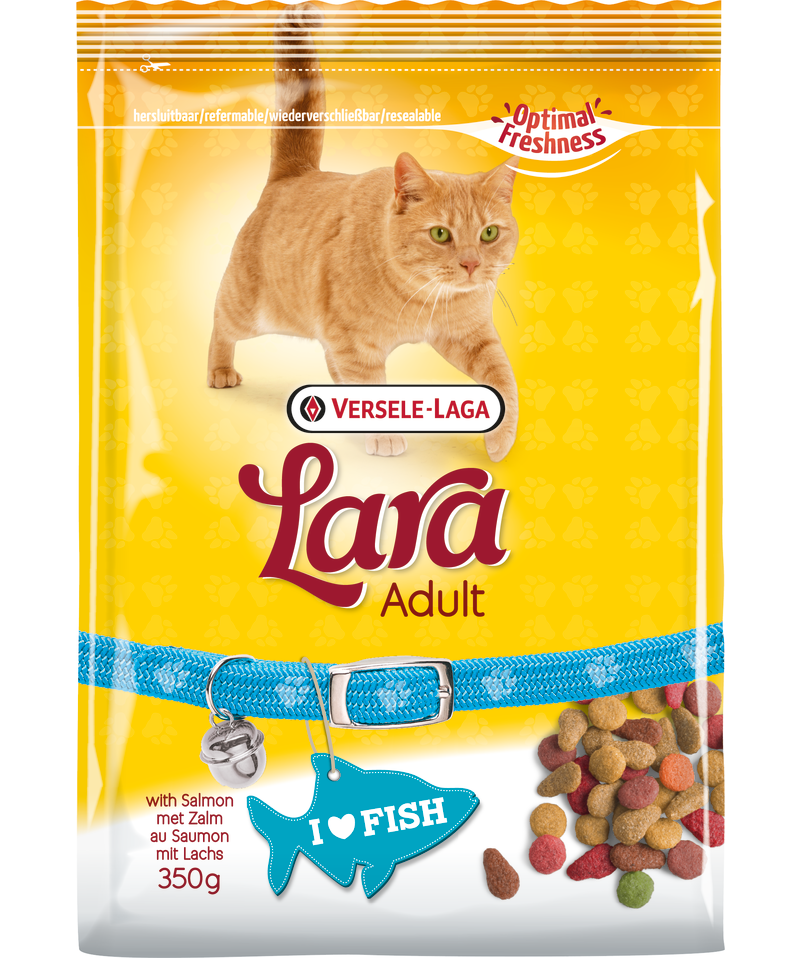 hersluitbaar/refermable/wiederverschließbar/resealable
Optimal
Freshness
VERSELE-LAGA
Lara
Adult
with Salmon
met Zalm
au Saumon
mit Lachs
350g
I ♥ FISH